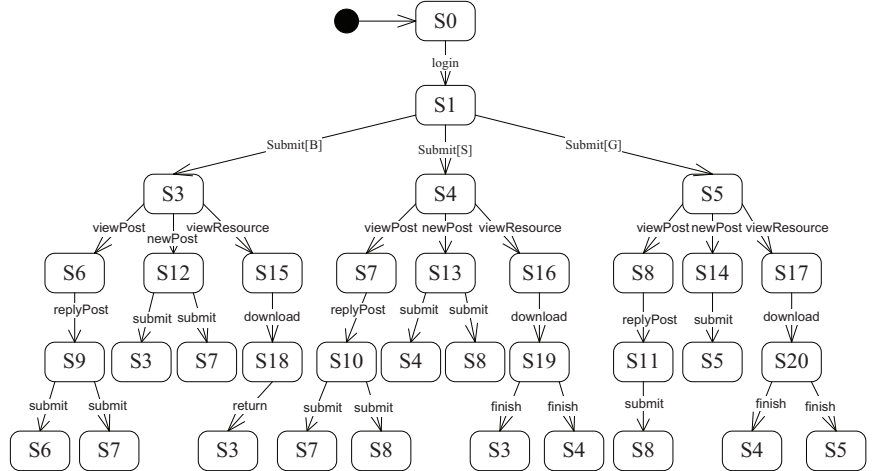 S0
login
S1
Submit[B] Submit[S] Submit[G]
S3 S4 S5
viewPost newPost viewResource viewPost newPost viewResource viewPost newPost viewResource
S6 S12 S15 S7 S13 S16 S8 S14 S17
replyPost submit submit download replyPost submit submit download replyPost submit download
S9 S3 S7 S18 S10 S4 S8 S19 S11 S5 S20
submit submit return submit submit finish finish submit finish finish
S6 S7 S3 S7 S8 S3 S4 S8 S4 S5